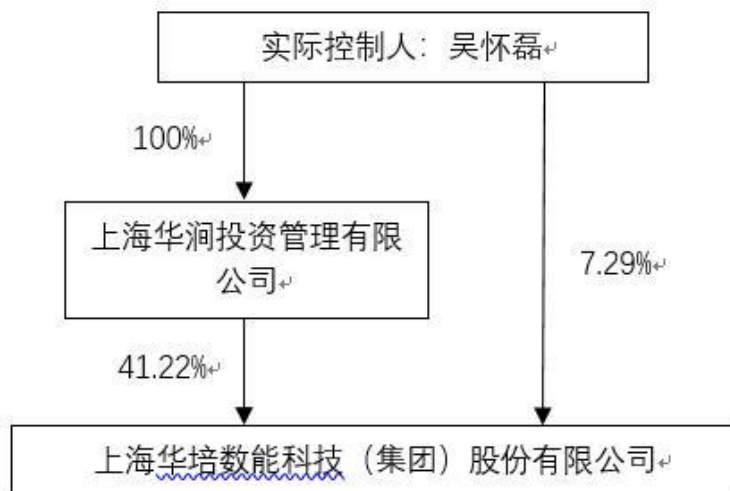 实际控制人：吴怀磊
100%
上海华涧投资管理有限
公司
7.29%
41.22%
上海华培数能科技（集团）股份有限公司